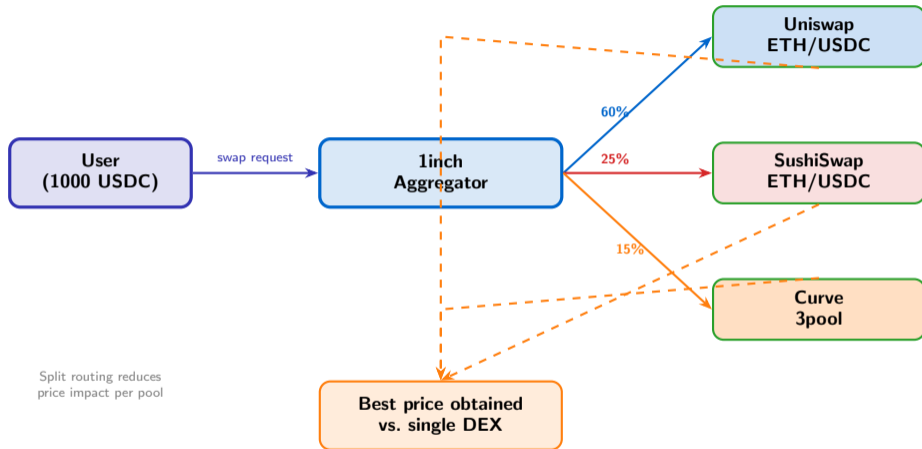 Uniswap
ETH/USDC
60%
User
(1000 USDC)
swap request
1inch
Aggregator
25%
SushiSwap
ETH/USDC
15%
Curve
3pool
Split routing reduces
price impact per pool
Best price obtained
vs. single DEX